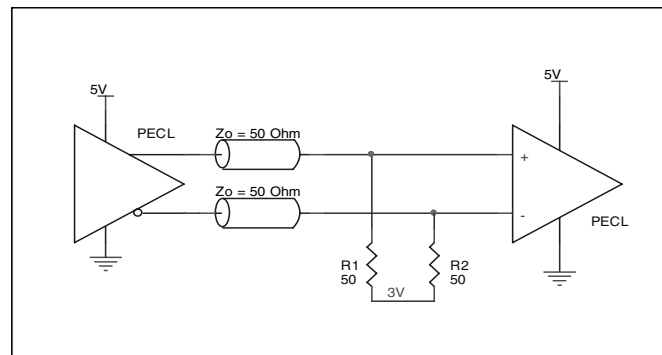 5V
PECL
Zo = 50 Ohm
Zo = 50 Ohm
5V
+
-
PECL
R1
50
R2
50
3V